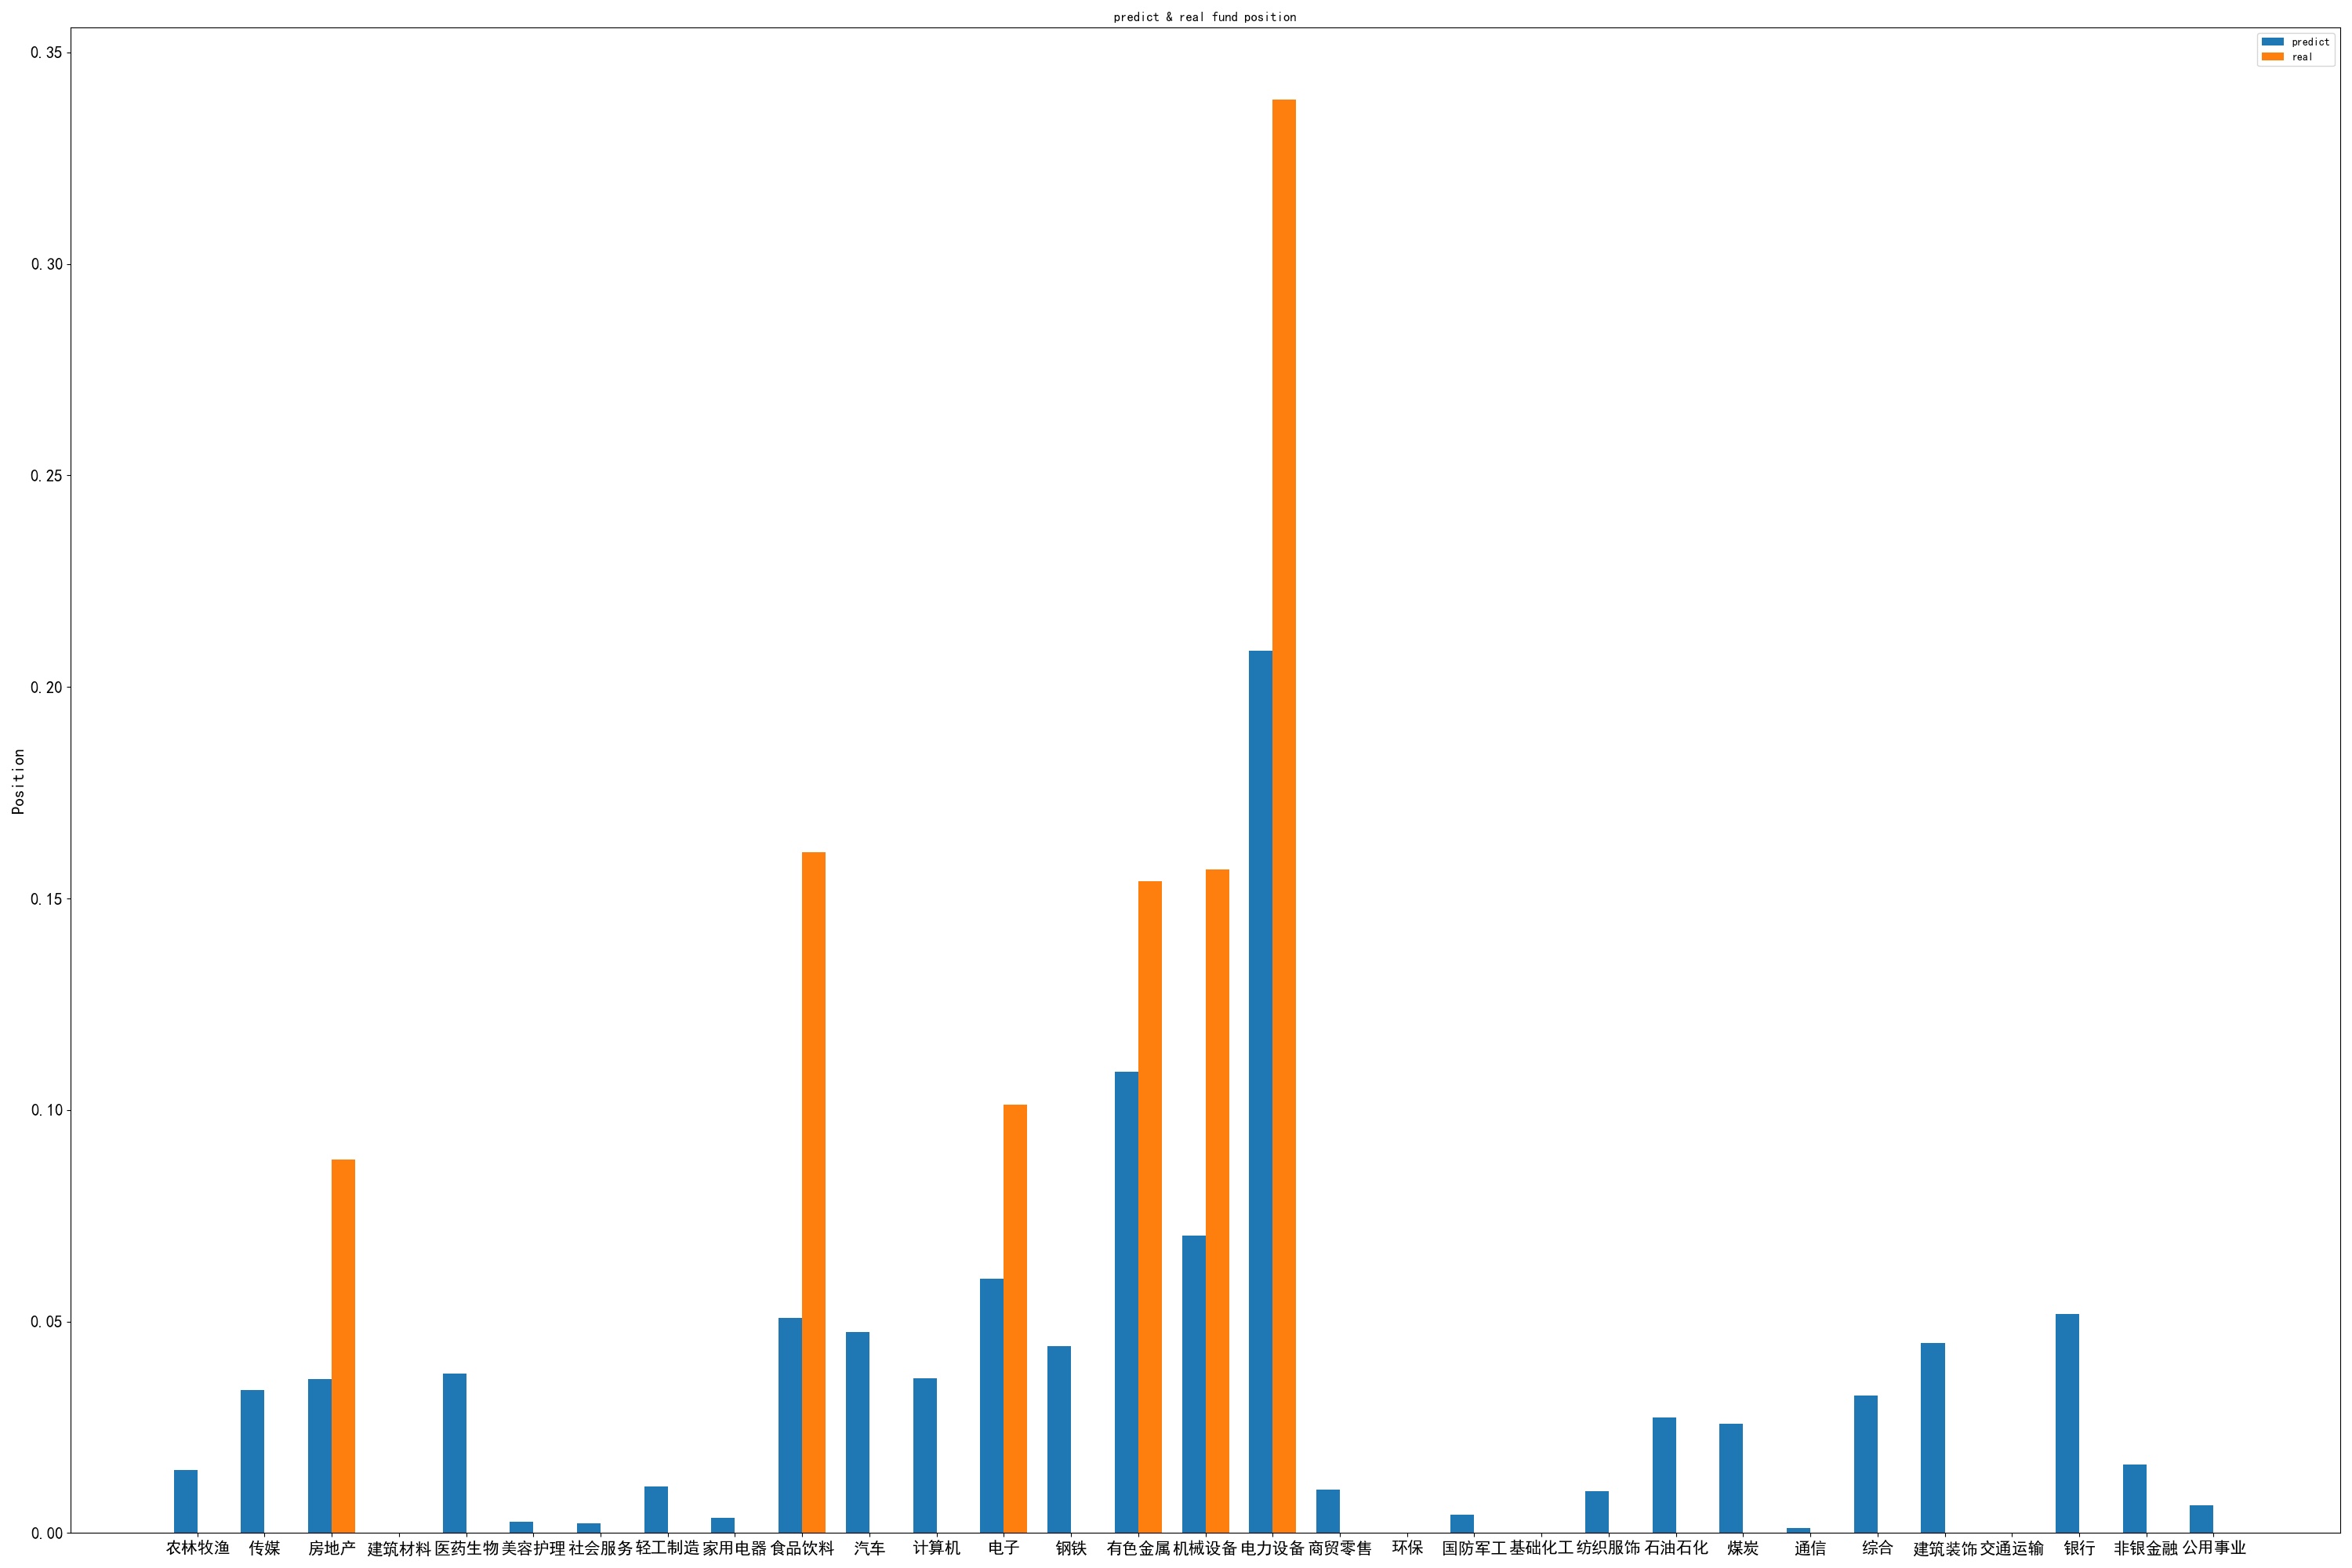 predict & real fund position
predict
real
0.35
0.30
0.25
0.20
0.15
0.10
0.05
0.00
Position
农林牧渔 传媒 房地产 建筑材料 医药生物 美容护理 社会服务 轻工制造 家用电器 食品饮料 汽车 计算机 电子 钢铁 有色金属 机械设备 电力设备 商贸零售 环保 国防军工 基础化工 纺织服饰 石油石化 煤炭 通信 综合 建筑装饰 交通运输 银行 非银金融 公用事业